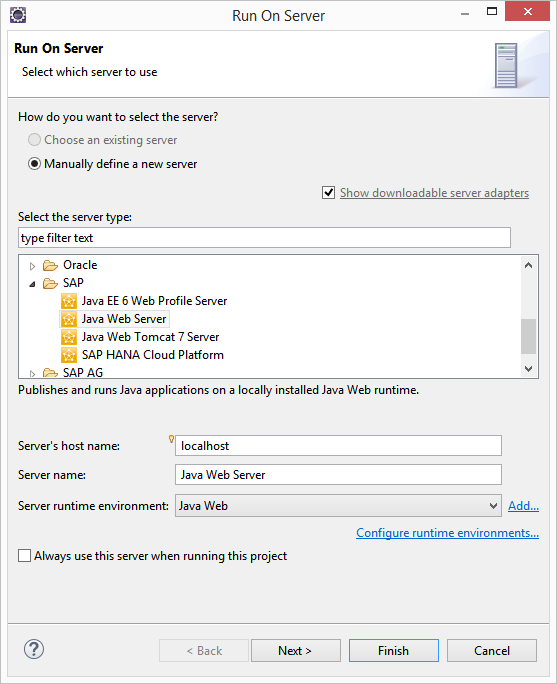 Run On Server
Run On Server
Select which server to use
How do you want to select the server?
Choose an existing server
Manually define a new server
Show downloadable server adapters
Select the server type:
type filter text
Oracle
SAP
Java EE 6 Web Profile Server
Java Web Server
Java Web Tomcat 7 Server
SAP HANA Cloud Platform
SAP AG
Publishes and runs Java applications on a locally installed Java Web runtime.
Server's host name: localhost
Server name: Java Web Server
Server runtime environment: Java Web Add...
Configure runtime environments...
Always use this server when running this project
? < Back Next > Finish Cancel